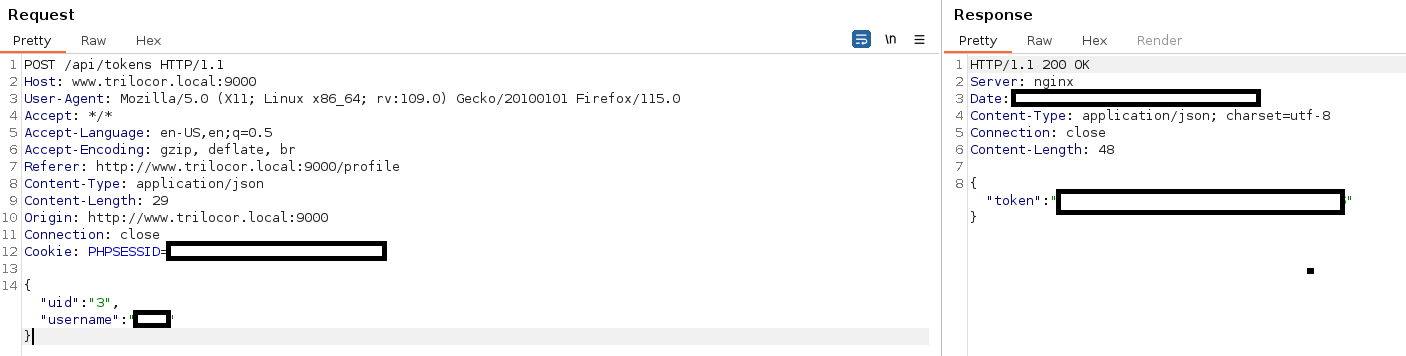 Request
Pretty Raw Hex \n
1 POST /api/tokens HTTP/1.1
2 Host: www.trilocor.local:9000
3 User-Agent: Mozilla/5.0 (X11; Linux x86_64; rv:109.0) Gecko/20100101 Firefox/115.0
4 Accept: */*
5 Accept-Language: en-US,en;q=0.5
6 Accept-Encoding: gzip, deflate, br
7 Referer: http://www.trilocor.local:9000/profile
8 Content-Type: application/json
9 Content-Length: 29
10 Origin: http://www.trilocor.local:9000
11 Connection: close
12 Cookie: PHPSESSID=
13
14 {
"uid":"3",
"username":""
}
Response
Pretty Raw Hex Render
1 HTTP/1.1 200 OK
2 Server: nginx
3 Date:
4 Content-Type: application/json; charset=utf-8
5 Connection: close
6 Content-Length: 48
7
8 {
"token":""
}